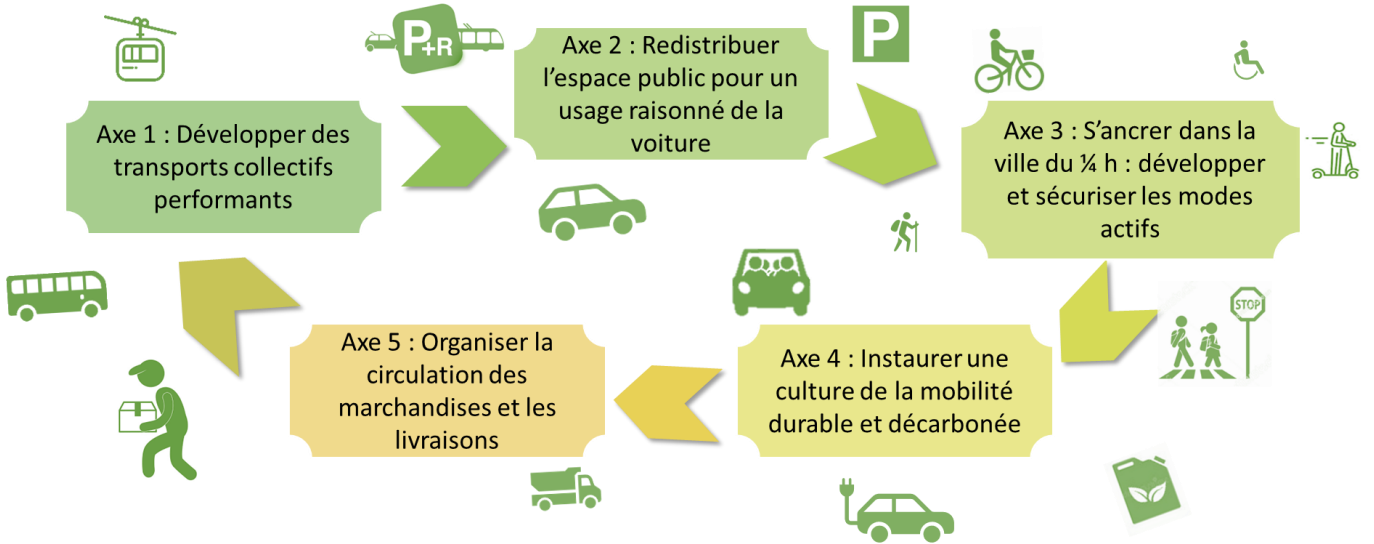 P+R
Axe 2 : Redistribuer
l’espace public pour un
usage raisonné de la
voiture
P
Axe 1 : Développer des
transports collectifs
performants
Axe 3 : S’ancrer dans la
ville du ¼ h : développer
et sécuriser les modes
actifs
STOP
Axe 5 : Organiser la
circulation des
marchandises et les
livraisons
Axe 4 : Instaurer une
culture de la mobilité
durable et décarbonée